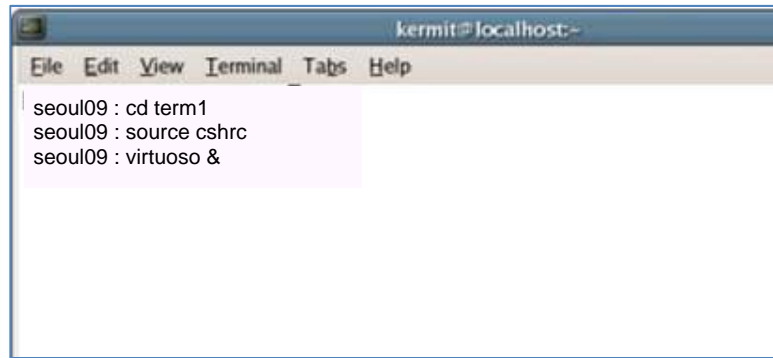 kermit@localhost:~
File Edit View Terminal Tabs Help
seoul09 : cd term1
seoul09 : source cshrc
seoul09 : virtuoso &